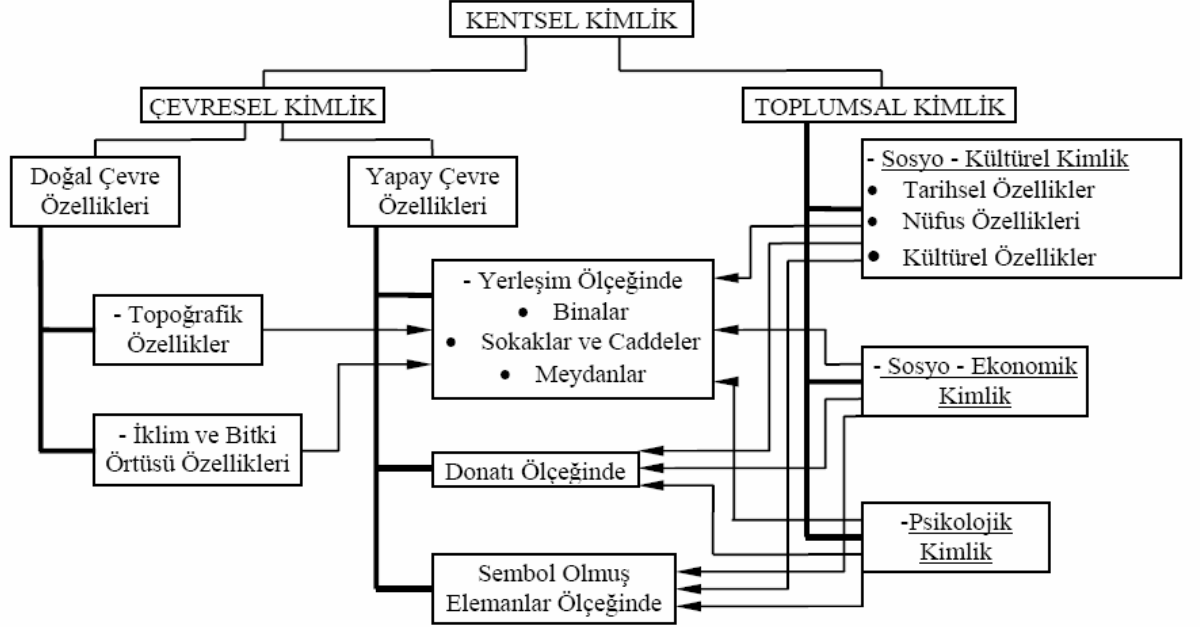 KENTSEL KİMLİK
ÇEVRESEL KİMLİK
TOPLUMSAL KİMLİK
Doğal Çevre
Özellikleri
Yapay Çevre
Özellikleri
- Sosyo - Kültürel Kimlik
• Tarihsel Özellikler
• Nüfus Özellikleri
• Kültürel Özellikler
- Yerleşim Ölçeğinde
• Binalar
• Sokaklar ve Caddeler
• Meydanlar
- Topoğrafik
Özellikler
- Sosyo - Ekonomik
Kimlik
- İklim ve Bitki
Örtüsü Özellikleri
Donatı Ölçeğinde
-Psikolojik
Kimlik
Sembol Olmuş
Elemanlar Ölçeğinde